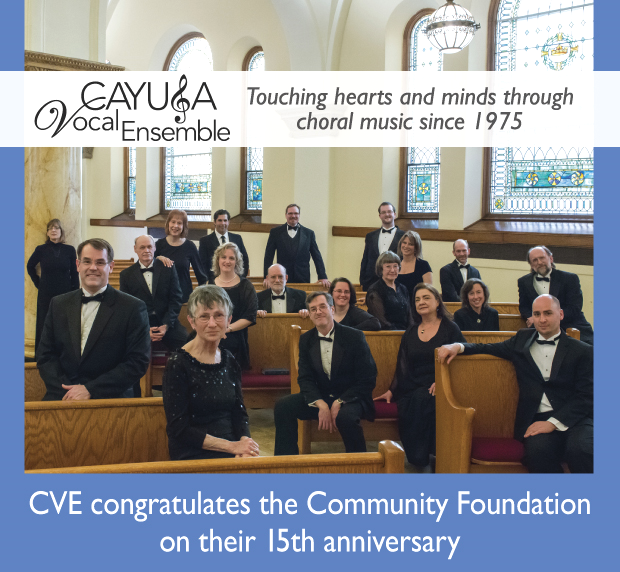 CAYUGA
Vocal Ensemble
Touching hearts and minds through
choral music since 1975
CVE congratulates the Community Foundation
on their 15th anniversary